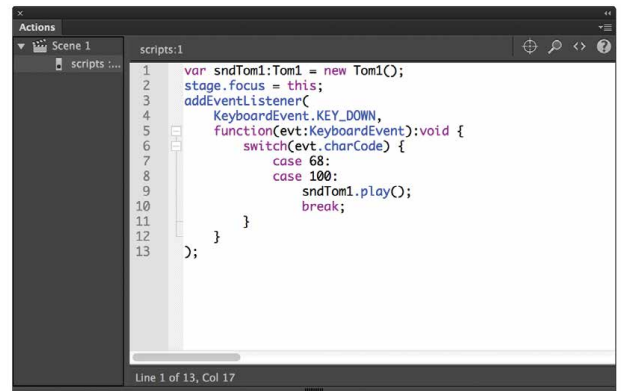 Actions
Scene 1
scripts :...
scripts:1
1 var sndTom1:Tom1 = new Tom1();
2 stage.focus = this;
3 addEventListener(
4 KeyboardEvent.KEY_DOWN,
5 function(evt:KeyboardEvent):void {
6 switch(evt.charCode) {
7 case 68:
8 case 100:
9 sndTom1.play();
10 break;
11 }
12 }
13 );
Line 1 of 13, Col 17